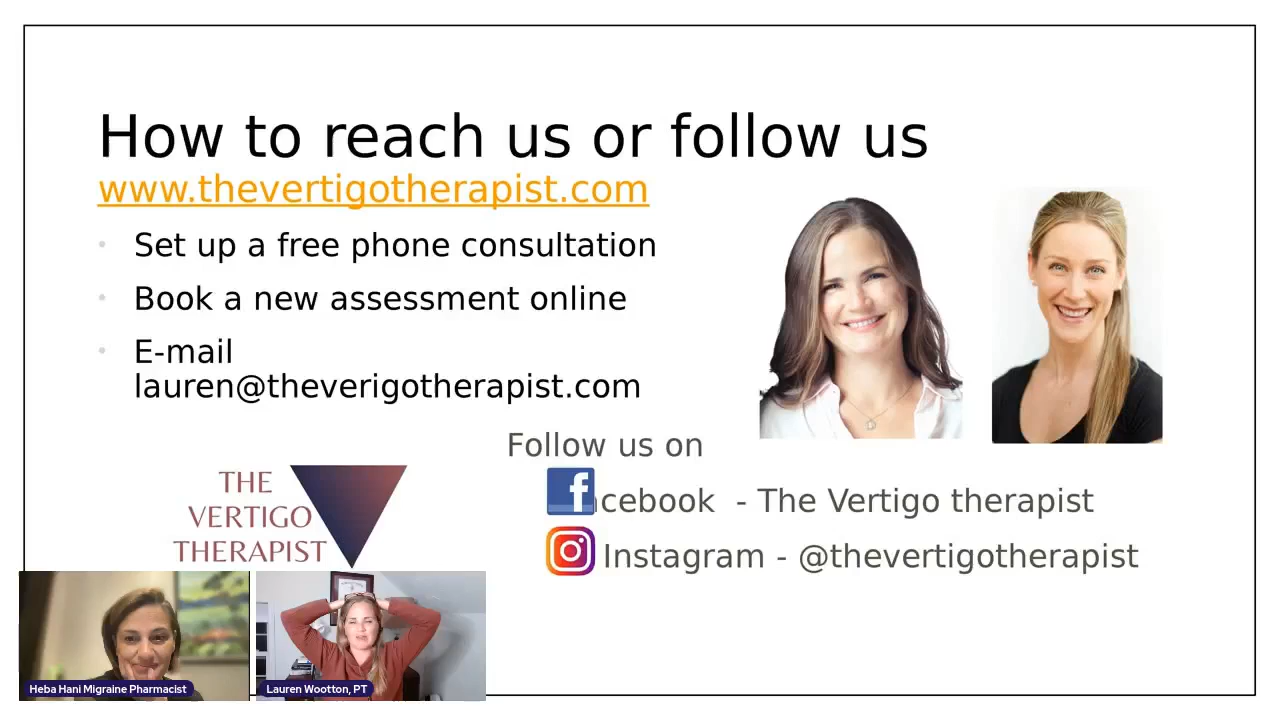 How to reach us or follow us
www.thevertigotherapist.com
• Set up a free phone consultation
• Book a new assessment online
• E-mail
lauren@theverigotherapist.com
Follow us on
acebook - The Vertigo therapist
Instagram - @thevertigotherapist
THE
VERTIGO
THERAPIST
Heba Hani Migraine Pharmacist
Lauren Wootton, PT